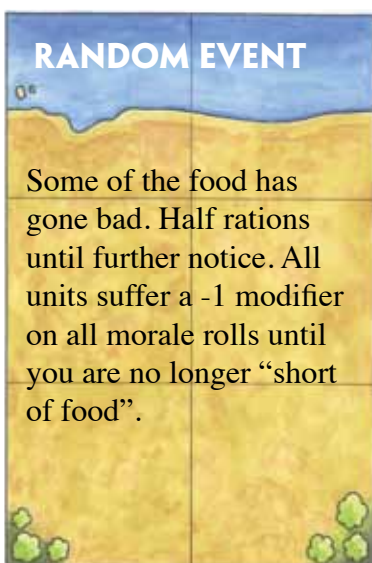 RANDOM EVENT
Some of the food has
gone bad. Half rations
until further notice. All
units suffer a -1 modifier
on all morale rolls until
you are no longer “short
of food”.